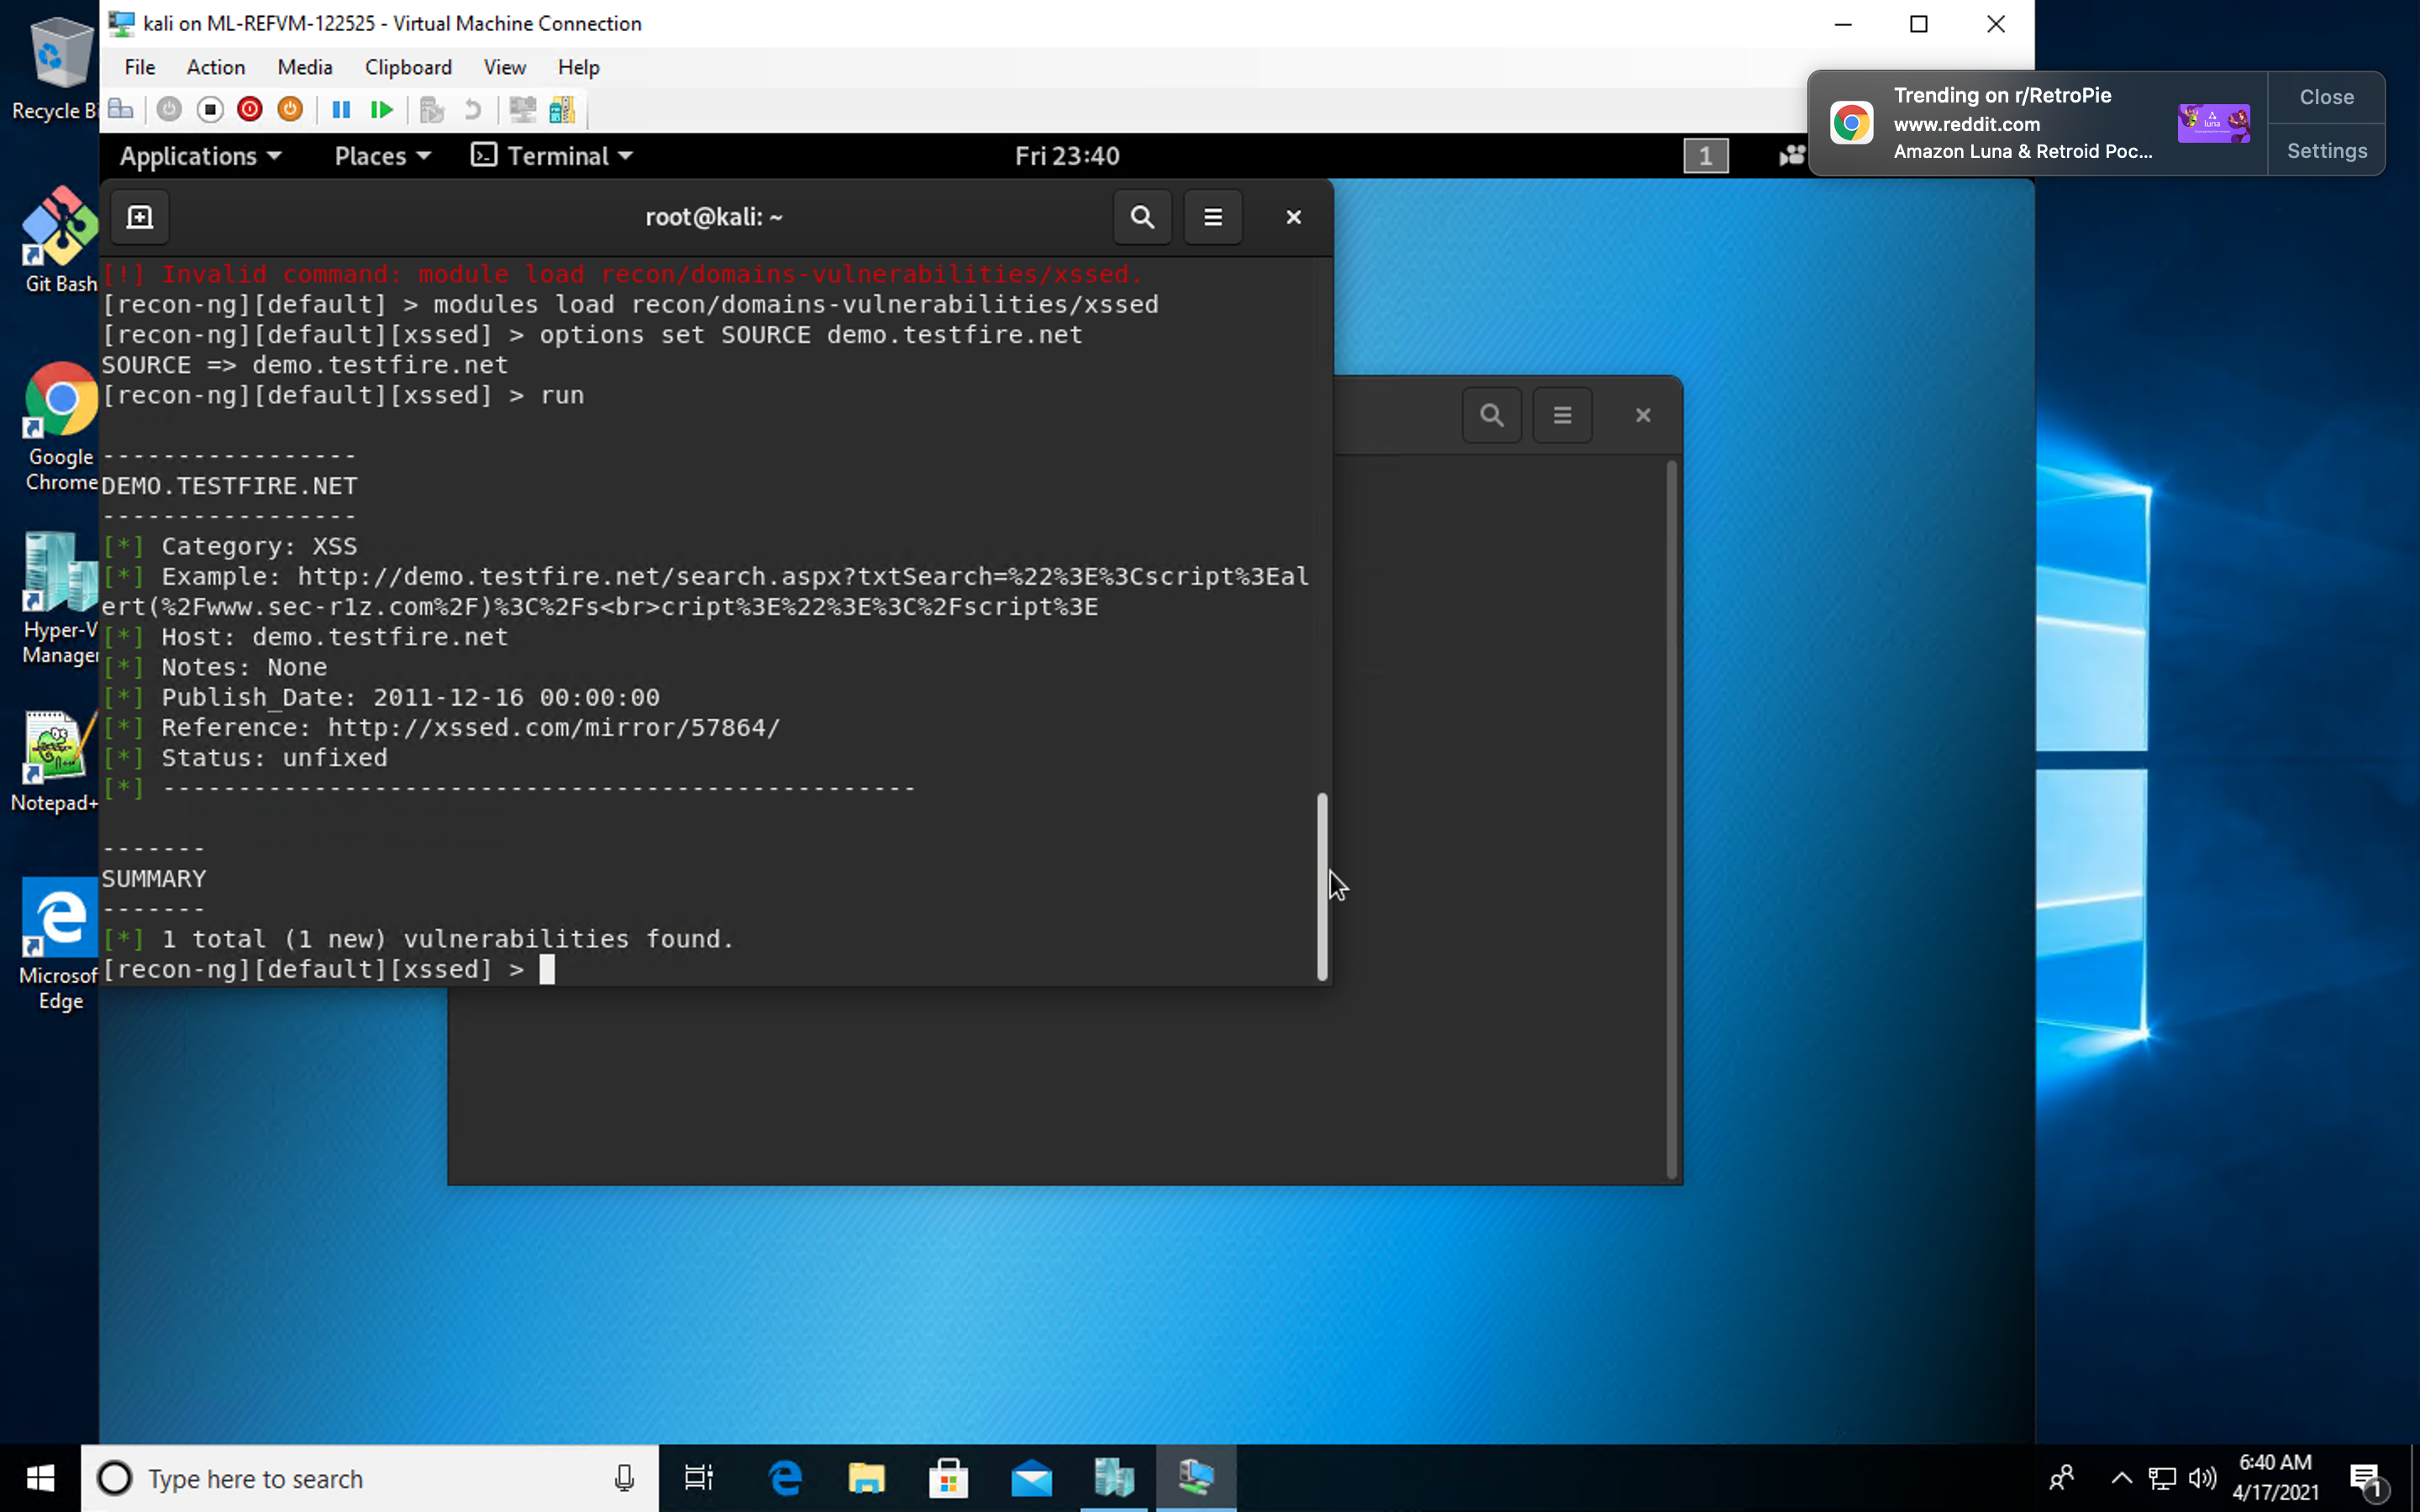 kali on ML-REFVM-122525 - Virtual Machine Connection
File Action Media Clipboard View Help
Recycle B
Trending on r/RetroPie
www.reddit.com
Amazon Luna & Retroid Poc...
luna
Close
Settings
Applications Places Terminal
Fri 23:40
1
root@kali: ~
[!] Invalid command: module load recon/domains-vulnerabilities/xssed.
[recon-ng][default] > modules load recon/domains-vulnerabilities/xssed
[recon-ng][default][xssed] > options set SOURCE demo.testfire.net
SOURCE => demo.testfire.net
[recon-ng][default][xssed] > run
-----------------
DEMO.TESTFIRE.NET
-----------------
[*] Category: XSS
[*] Example: http://demo.testfire.net/search.aspx?txtSearch=%22%3E%3Cscript%3Eal
ert(%2Fwww.sec-r1z.com%2F)%3C%2Fs<br>cript%3E%22%3E%3C%2Fscript%3E
[*] Host: demo.testfire.net
[*] Notes: None
[*] Publish_Date: 2011-12-16 00:00:00
[*] Reference: http://xssed.com/mirror/57864/
[*] Status: unfixed
[*] --------------------------------------------------
-------
SUMMARY
-------
[*] 1 total (1 new) vulnerabilities found.
[recon-ng][default][xssed] >
Git Bash
Google
Chrome
Hyper-V
Manager
Notepad+
Microsof
Edge
Type here to search
6:40 AM
4/17/2021
1